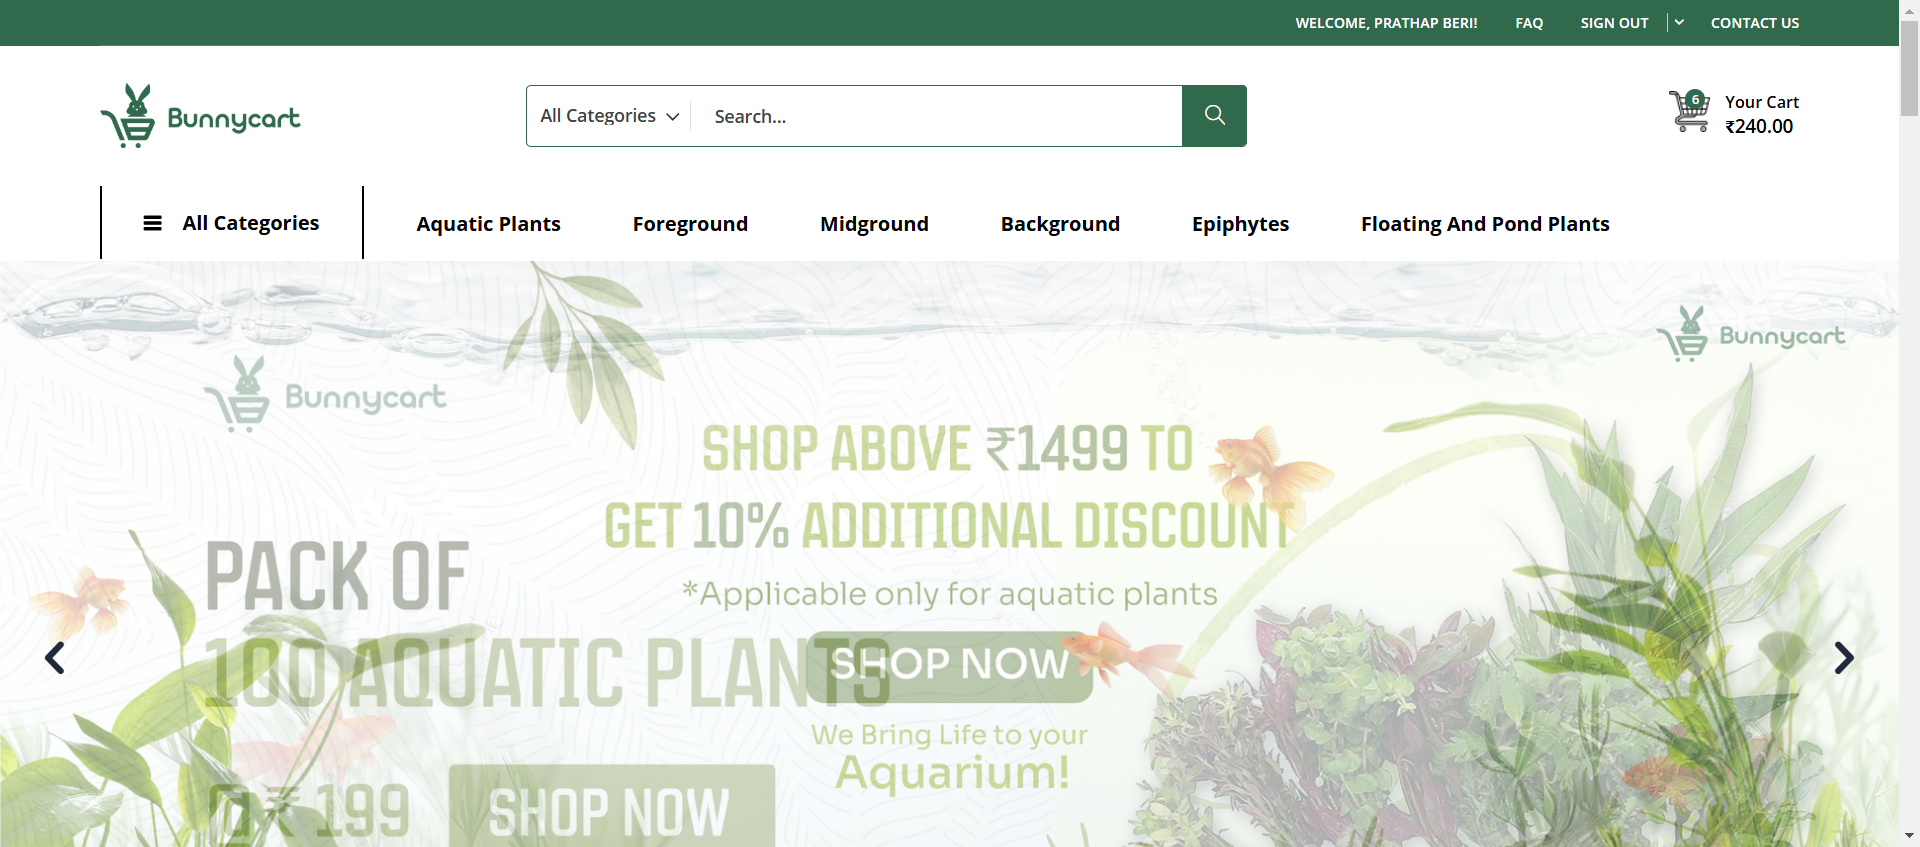 WELCOME, PRATHAP BERI! FAQ SIGN OUT CONTACT US
Bunnycart
All Categories Search...
6
Your Cart
₹240.00
All Categories Aquatic Plants Foreground Midground Background Epiphytes Floating And Pond Plants
Bunnycart
Bunnycart
SHOP ABOVE ₹1499 TO
GET 10% ADDITIONAL DISCOUNT
*Applicable only for aquatic plants
SHOP NOW
We Bring Life to your
Aquarium!
PACK OF
100 AQUATIC PLANTS
@ ₹ 199
SHOP NOW